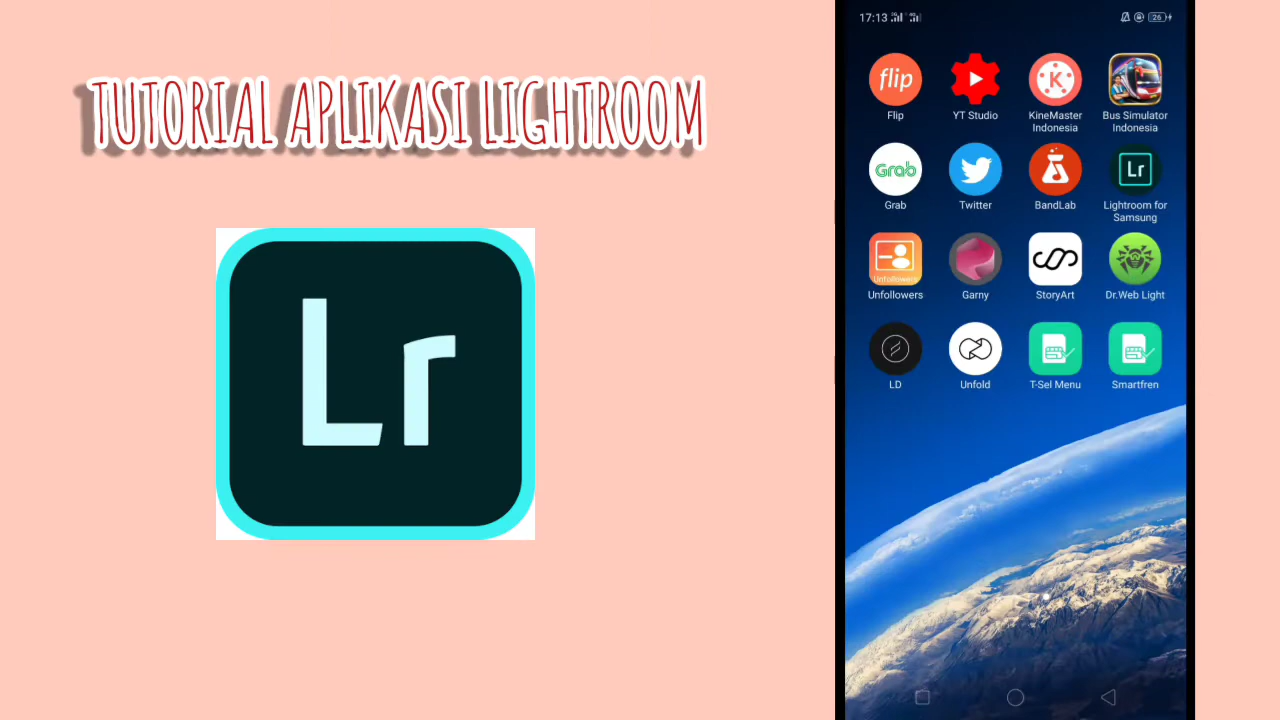 TUTORIAL APLIKASI LIGHTROOM
Lr
17:13
26
flip
Flip
YT Studio
K
KineMaster
Indonesia
Bus Simulator
Indonesia
Grab
Grab
Twitter
BandLab
Lr
Lightroom for
Samsung
Unfollowers
Unfollowers
Garny
StoryArt
Dr.Web Light
LD
Unfold
T-Sel Menu
Smartfren